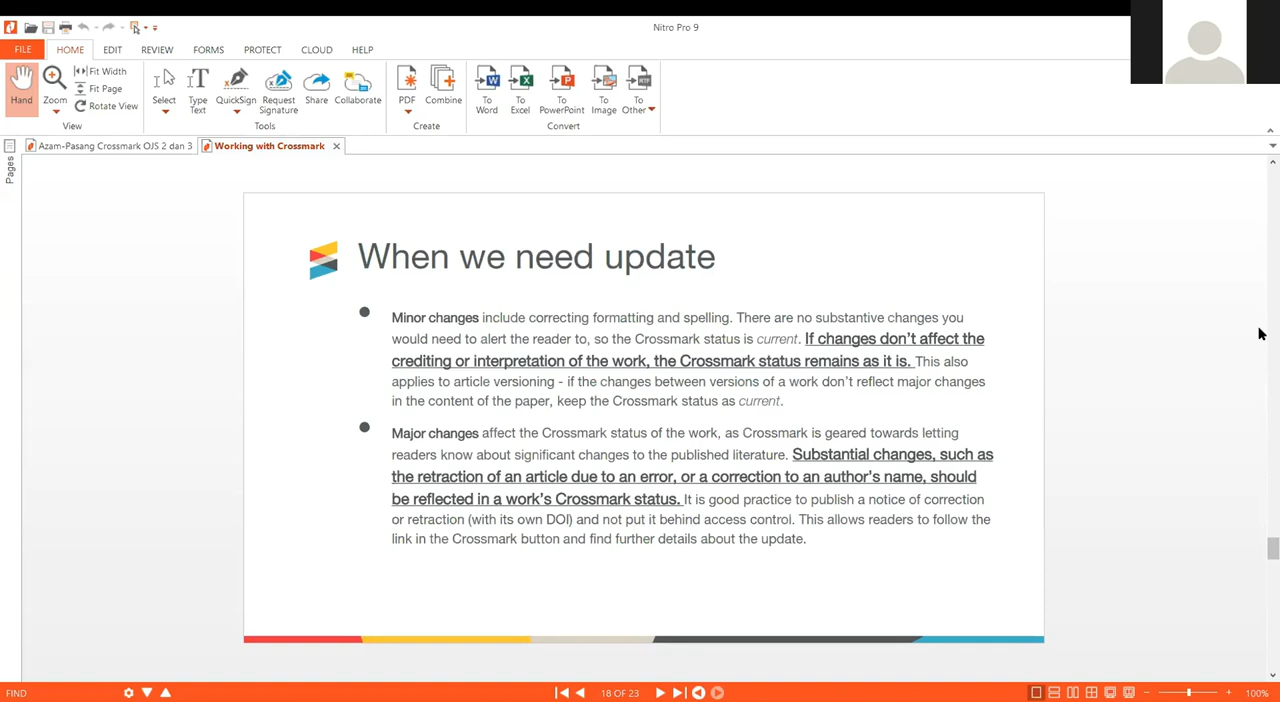 Nitro Pro 9
FILE HOME EDIT REVIEW FORMS PROTECT CLOUD HELP
Hand Zoom Fit Width Fit Page Rotate View Select Type Text QuickSign Request Signature Share Collaborate PDF Combine To Word To Excel To PowerPoint To Image To Other
View Tools Create Convert
Azam-Pasang Crossmark OJS 2 dan 3 Working with Crossmark
Pages
When we need update
Minor changes include correcting formatting and spelling. There are no substantive changes you
would need to alert the reader to, so the Crossmark status is current. If changes don't affect the
crediting or interpretation of the work, the Crossmark status remains as it is. This also
applies to article versioning - if the changes between versions of a work don't reflect major changes
in the content of the paper, keep the Crossmark status as current.
Major changes affect the Crossmark status of the work, as Crossmark is geared towards letting
readers know about significant changes to the published literature. Substantial changes, such as
the retraction of an article due to an error, or a correction to an author's name, should
be reflected in a work's Crossmark status. It is good practice to publish a notice of correction
or retraction (with its own DOI) and not put it behind access control. This allows readers to follow the
link in the Crossmark button and find further details about the update.
FIND 18 OF 23 100%